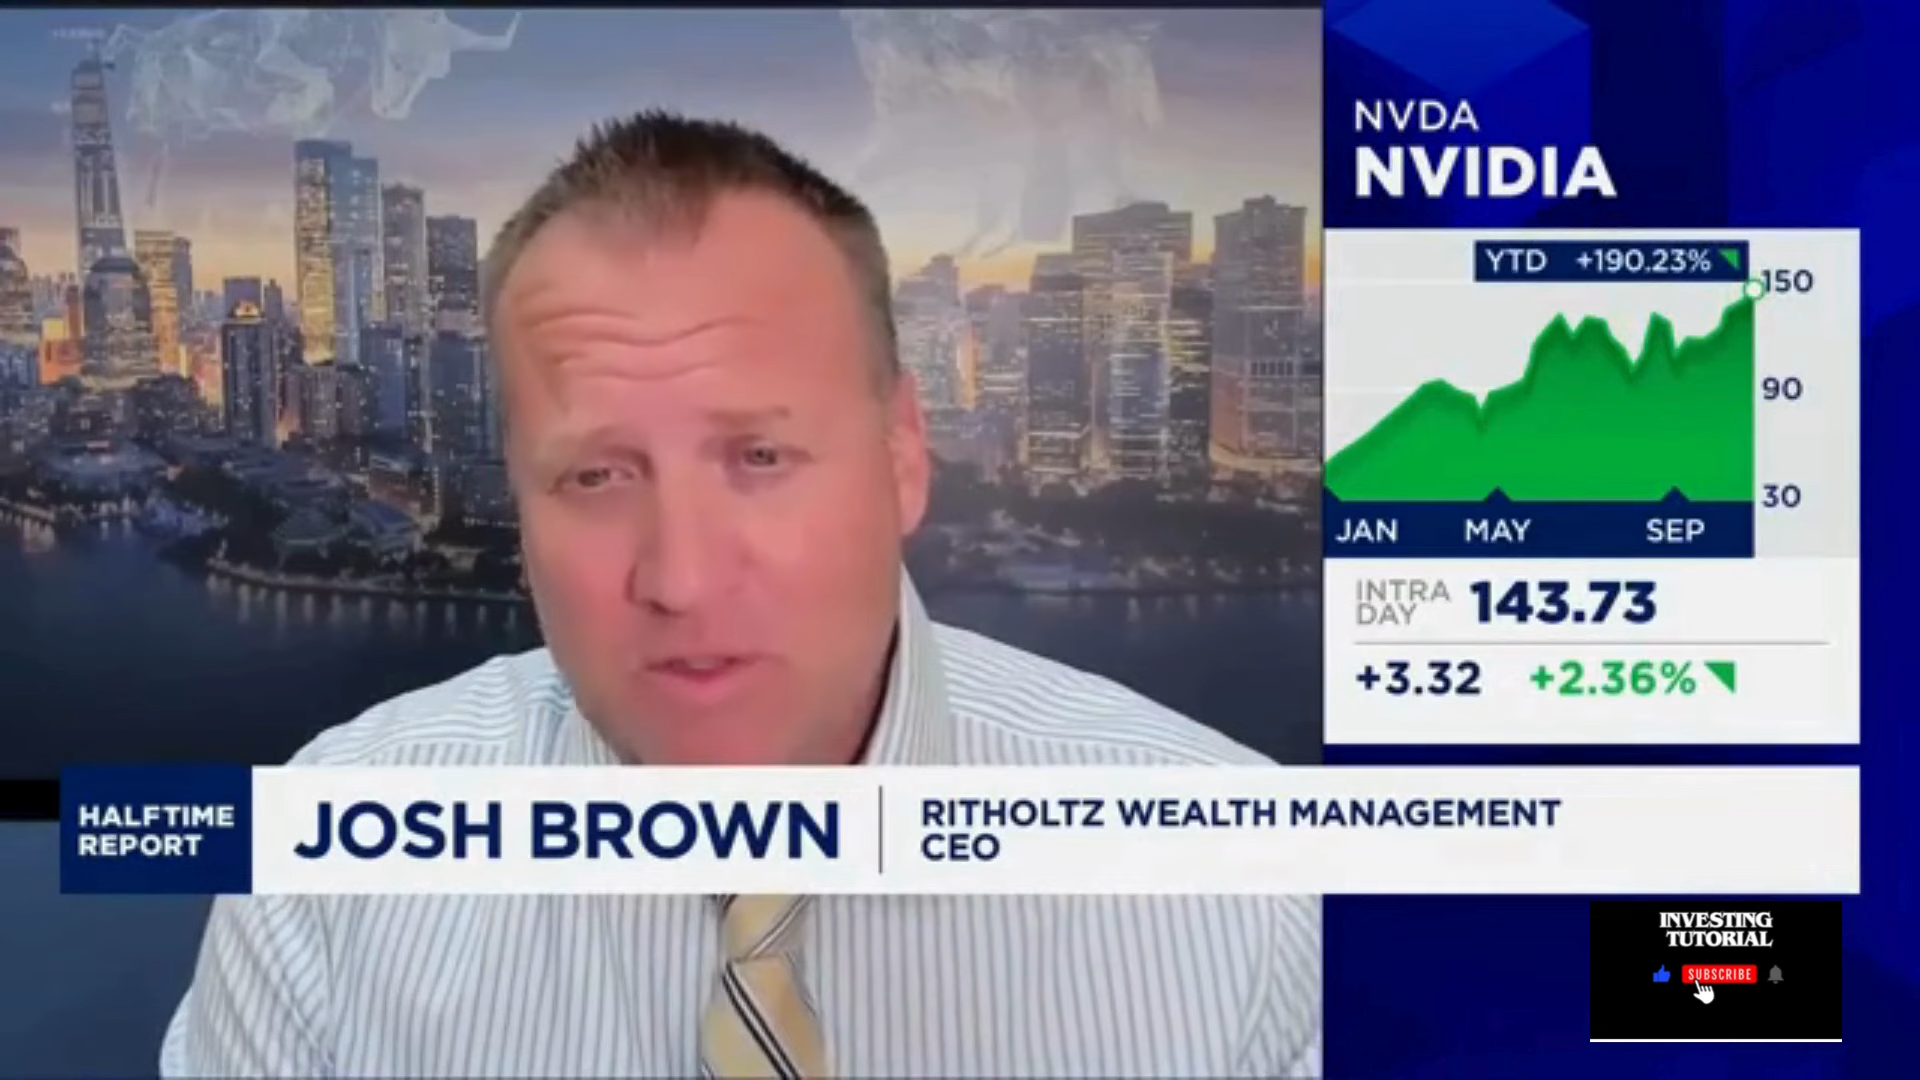 NVDA
NVIDIA
YTD +190.23%
150
90
30
JAN MAY SEP
INTRA
DAY
143.73
+3.32 +2.36%
HALFTIME
REPORT
JOSH BROWN
RITHOLTZ WEALTH MANAGEMENT
CEO
INVESTING
TUTORIAL
SUBSCRIBE